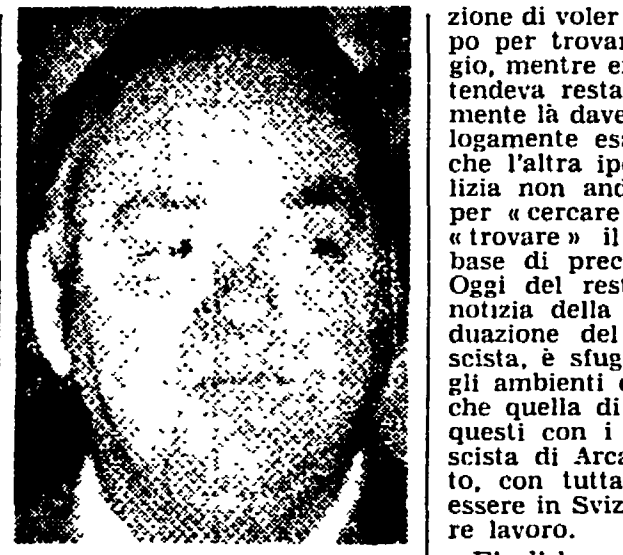 zione di voler
po per trovar
gio, mentre e
tendeva resta
mente là dave
logamente es
che l'altra ip
lizia non and
per « cercare
« trovare » il
base di prec
Oggi del rest
notizia della
duazione del
scista, è sfug
gli ambienti
che quella di
questi con i
scista di Arca
to, con tutta
essere in Sviz
re lavoro.